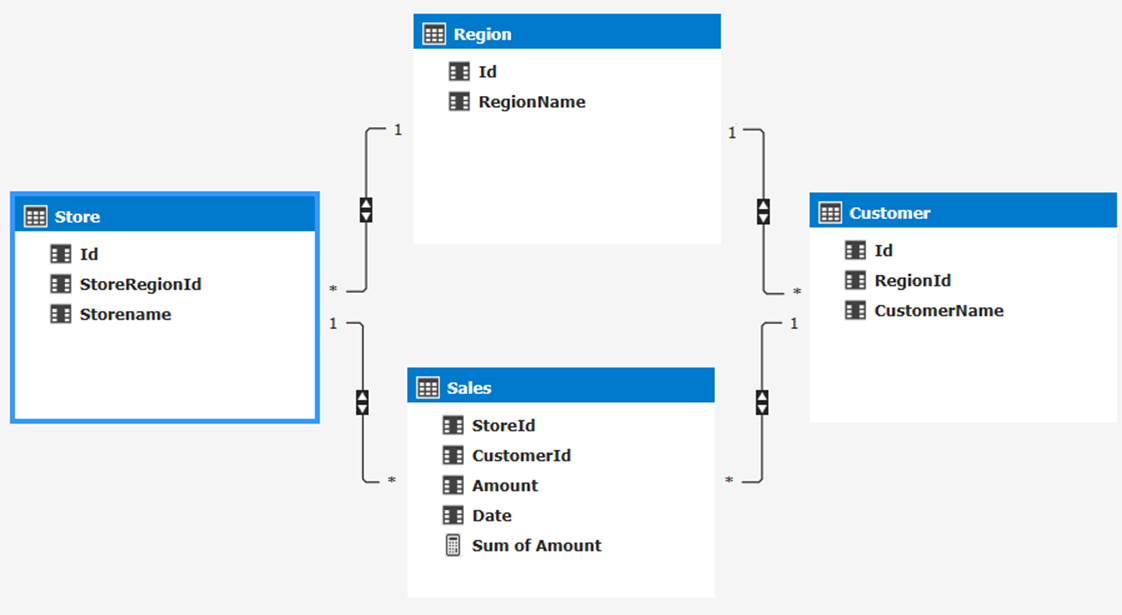 Region
Id
RegionName
1
1
Store
Id
StoreRegionId
Storename
*
1
Customer
Id
RegionId
CustomerName
*
1
Sales
StoreId
CustomerId
Amount
Date
Sum of Amount
*
*